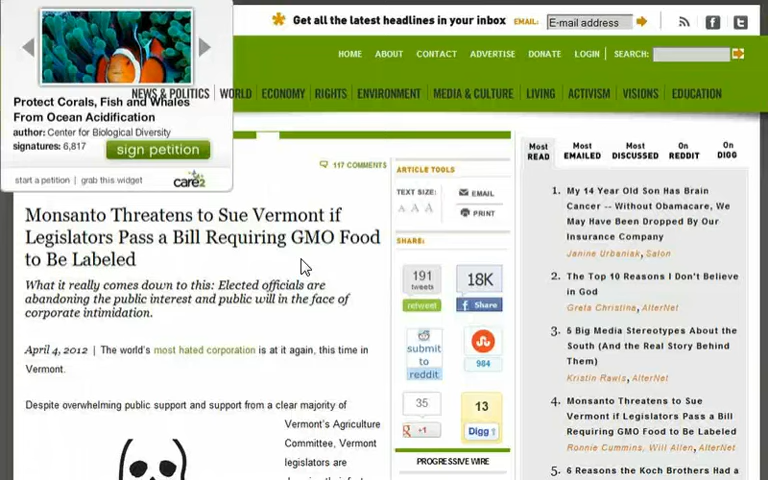 Get all the latest headlines in your inbox EMAIL: E-mail address
HOME ABOUT CONTACT ADVERTISE DONATE LOGIN SEARCH:
NEWS & POLITICS WORLD ECONOMY RIGHTS ENVIRONMENT MEDIA & CULTURE LIVING ACTIVISM VISIONS EDUCATION
Protect Corals, Fish and Whales
From Ocean Acidification
author: Center for Biological Diversity
signatures: 6,817
sign petition
start a petition | grab this widget
care2
117 COMMENTS
Monsanto Threatens to Sue Vermont if
Legislators Pass a Bill Requiring GMO Food
to Be Labeled
What it really comes down to this: Elected officials are
abandoning the public interest and public will in the face of
corporate intimidation.
April 4, 2012 | The world's most hated corporation is at it again, this time in
Vermont.
Despite overwhelming public support and support from a clear majority of
Vermont's Agriculture
Committee, Vermont
legislators are
ARTICLE TOOLS
TEXT SIZE:
A A A
EMAIL
PRINT
SHARE:
191
tweets
retweet
18K
Share
submit
to
reddit
984
35
+1
13
Digg
PROGRESSIVE WIRE
Most
READ
Most
EMAILED
Most
DISCUSSED
On
REDDIT
On
DIGG
1. My 14 Year Old Son Has Brain
Cancer -- Without Obamacare, We
May Have Been Dropped By Our
Insurance Company
Janine Urbaniak, Salon
2. The Top 10 Reasons I Don't Believe
in God
Greta Christina, AlterNet
3. 5 Big Media Stereotypes About the
South (And the Real Story Behind
Them)
Kristin Rawls, AlterNet
4. Monsanto Threatens to Sue
Vermont if Legislators Pass a Bill
Requiring GMO Food to Be Labeled
Ronnie Cummins, Will Allen, AlterNet
5. 6 Reasons the Koch Brothers Had a